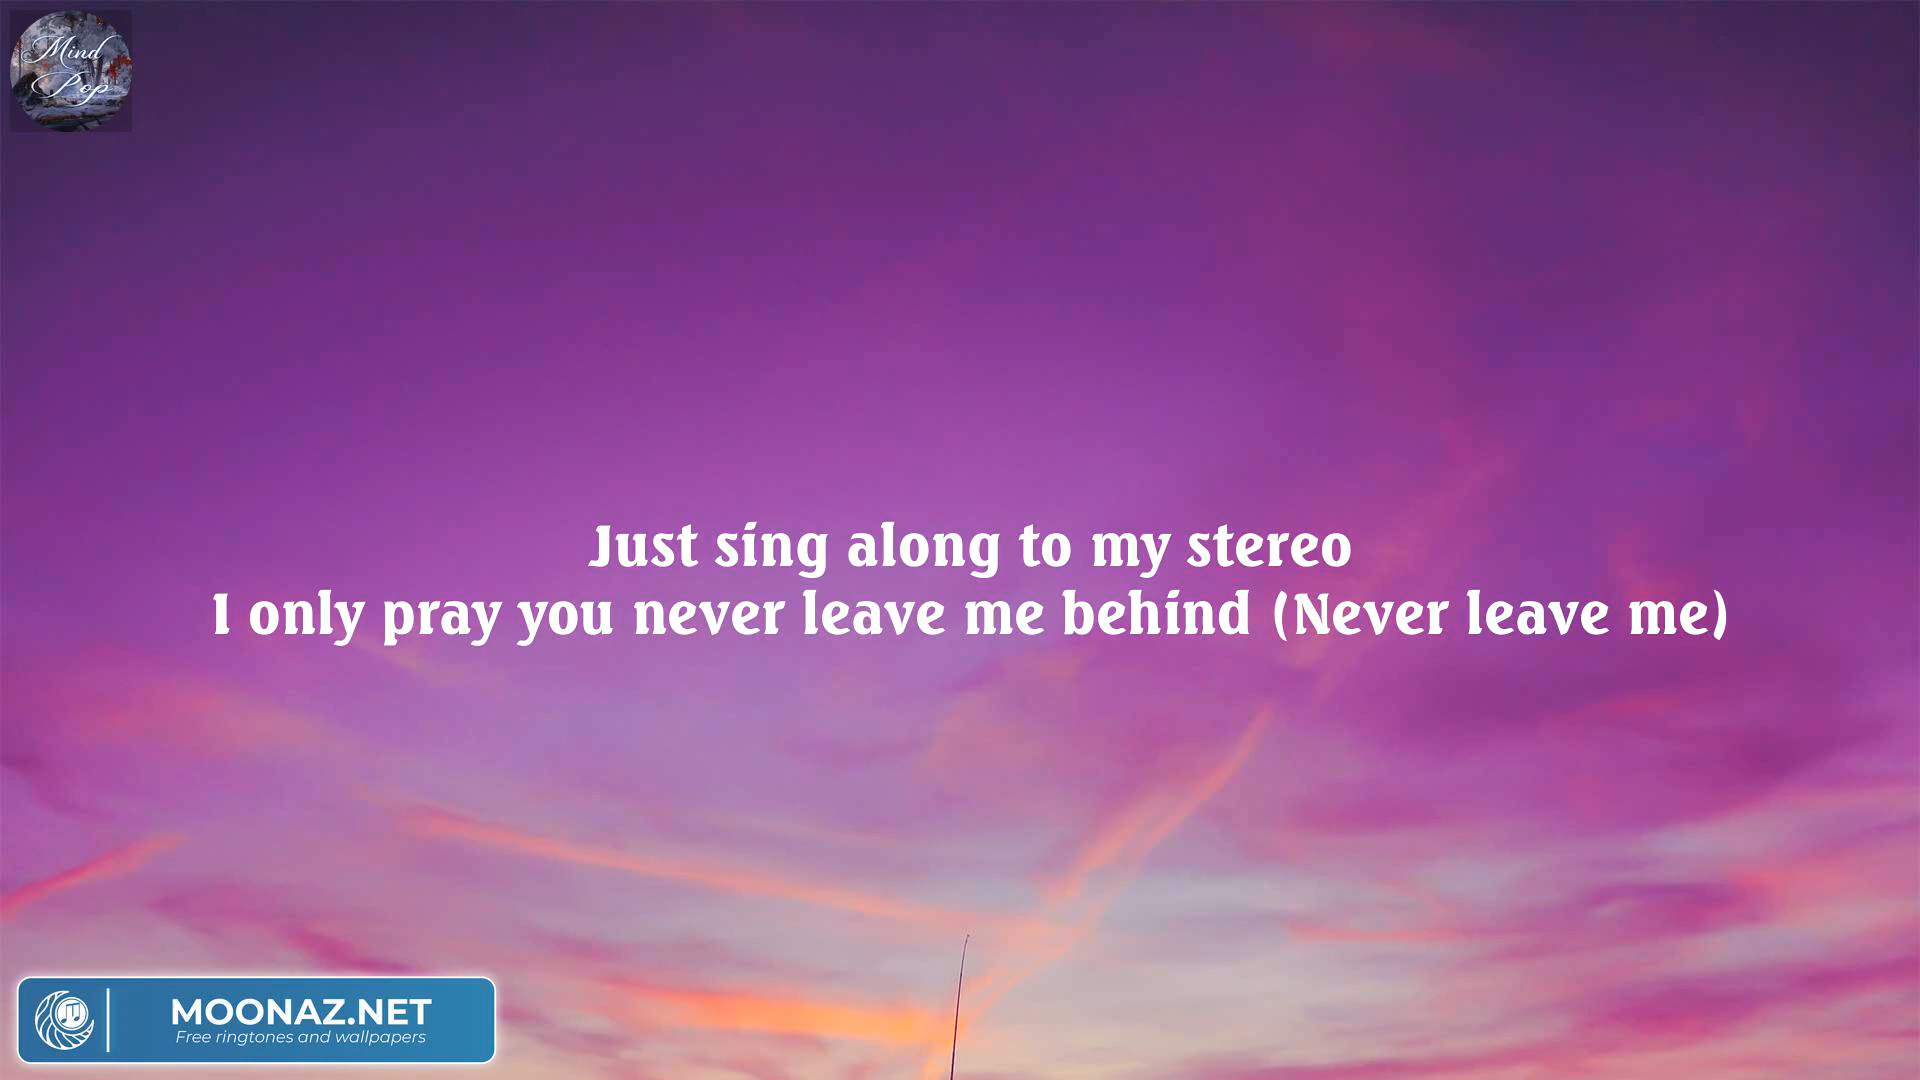 Mind
Pop
Just sing along to my stereo
I only pray you never leave me behind (Never leave me)
MOONAZ.NET
Free ringtones and wallpapers